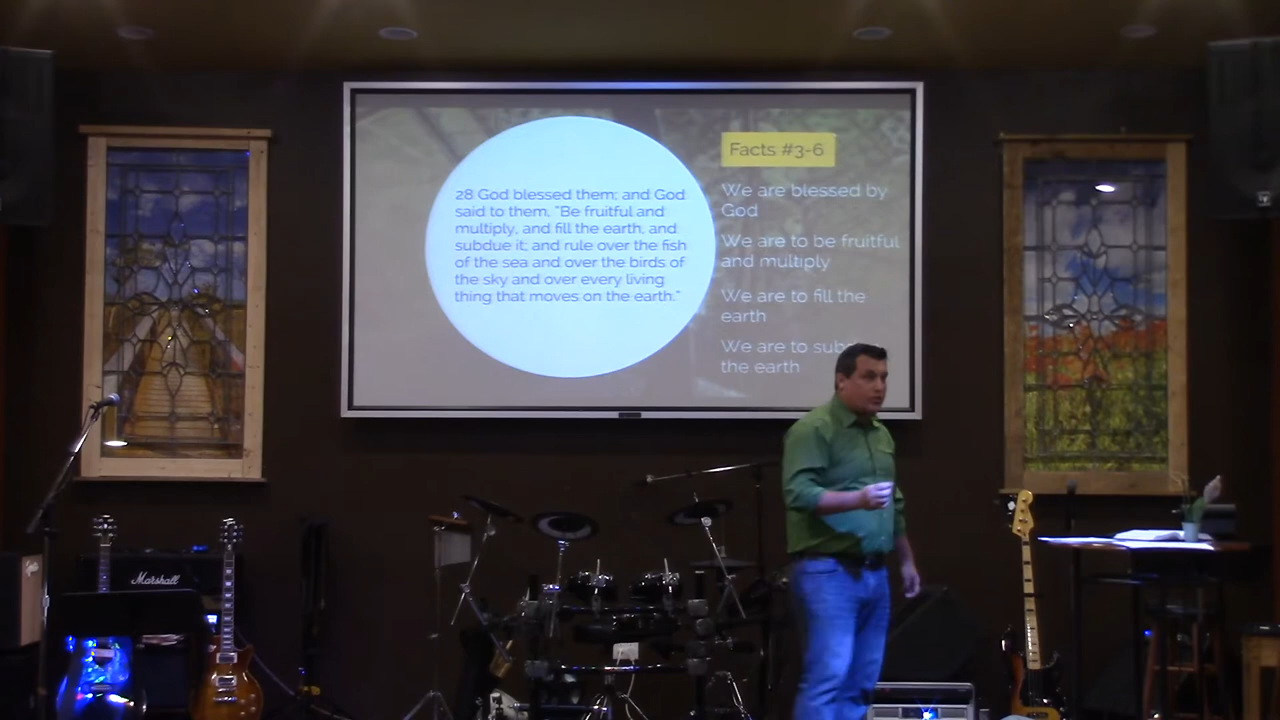 28 God blessed them; and God
said to them, "Be fruitful and
multiply, and fill the earth, and
subdue it; and rule over the fish
of the sea and over the birds of
the sky and over every living
thing that moves on the earth."
Facts #3-6
We are blessed by
God
We are to be fruitful
and multiply
We are to fill the
earth
We are to
the earth
Marshall